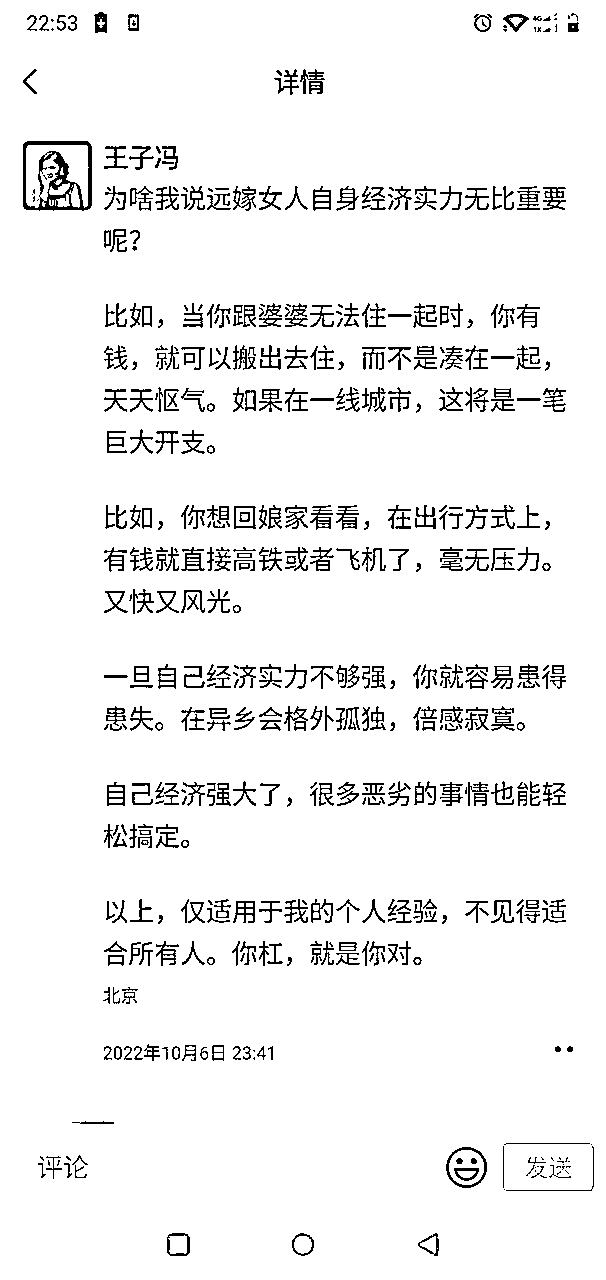 22:53
详情
王子冯
为啥我说远嫁女人自身经济实力无比重要
呢？
比如，当你跟婆婆无法住一起时，你有
钱，就可以搬出去住，而不是凑在一起，
天天怄气。如果在一线城市，这将是一笔
巨大开支。
比如，你想回娘家看看，在出行方式上，
有钱就直接高铁或者飞机了，毫无压力。
又快又风光。
一旦自己经济实力不够强，你就容易患得
患失。在异乡会格外孤独，倍感寂寞。
自己经济强大了，很多恶劣的事情也能轻
松搞定。
以上，仅适用于我的个人经验，不见得适
合所有人。你杠，就是你对。
北京
2022年10月6日 23:41
评论
发送